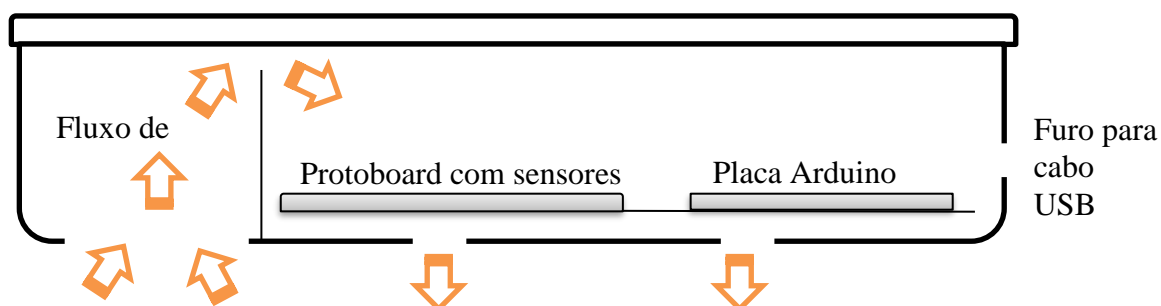 Fluxo de
Protoboard com sensores
Placa Arduino
Furo para
cabo
USB